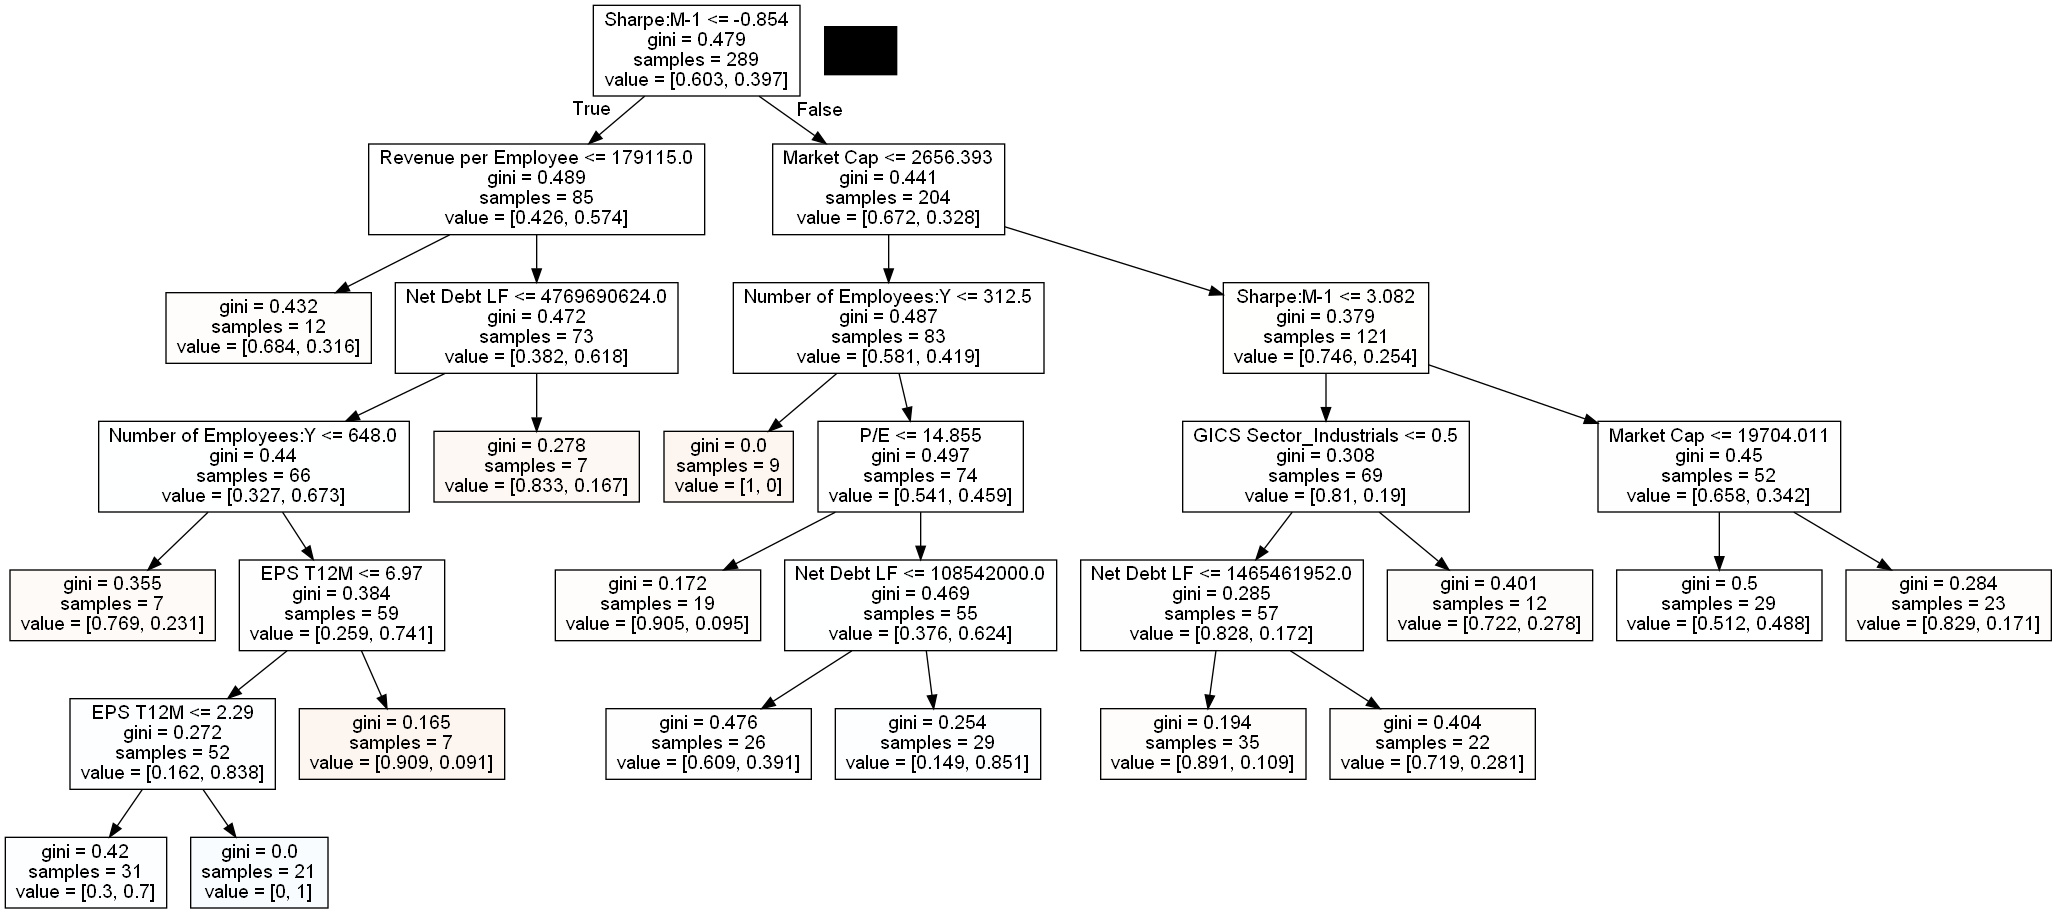 Sharpe:M-1 <= -0.854
gini = 0.479
samples = 289
value = [0.603, 0.397]
True
False
Revenue per Employee <= 179115.0
gini = 0.489
samples = 85
value = [0.426, 0.574]
Market Cap <= 2656.393
gini = 0.441
samples = 204
value = [0.672, 0.328]
gini = 0.432
samples = 12
value = [0.684, 0.316]
Net Debt LF <= 4769690624.0
gini = 0.472
samples = 73
value = [0.382, 0.618]
Number of Employees:Y <= 312.5
gini = 0.487
samples = 83
value = [0.581, 0.419]
Sharpe:M-1 <= 3.082
gini = 0.379
samples = 121
value = [0.746, 0.254]
Number of Employees:Y <= 648.0
gini = 0.44
samples = 66
value = [0.327, 0.673]
gini = 0.278
samples = 7
value = [0.833, 0.167]
gini = 0.0
samples = 9
value = [1, 0]
P/E <= 14.855
gini = 0.497
samples = 74
value = [0.541, 0.459]
GICS Sector_Industrials <= 0.5
gini = 0.308
samples = 69
value = [0.81, 0.19]
Market Cap <= 19704.011
gini = 0.45
samples = 52
value = [0.658, 0.342]
gini = 0.355
samples = 7
value = [0.769, 0.231]
EPS T12M <= 6.97
gini = 0.384
samples = 59
value = [0.259, 0.741]
gini = 0.172
samples = 19
value = [0.905, 0.095]
Net Debt LF <= 108542000.0
gini = 0.469
samples = 55
value = [0.376, 0.624]
Net Debt LF <= 1465461952.0
gini = 0.285
samples = 57
value = [0.828, 0.172]
gini = 0.401
samples = 12
value = [0.722, 0.278]
gini = 0.5
samples = 29
value = [0.512, 0.488]
gini = 0.284
samples = 23
value = [0.829, 0.171]
EPS T12M <= 2.29
gini = 0.272
samples = 52
value = [0.162, 0.838]
gini = 0.165
samples = 7
value = [0.909, 0.091]
gini = 0.476
samples = 26
value = [0.609, 0.391]
gini = 0.254
samples = 29
value = [0.149, 0.851]
gini = 0.194
samples = 35
value = [0.891, 0.109]
gini = 0.404
samples = 22
value = [0.719, 0.281]
gini = 0.42
samples = 31
value = [0.3, 0.7]
gini = 0.0
samples = 21
value = [0, 1]